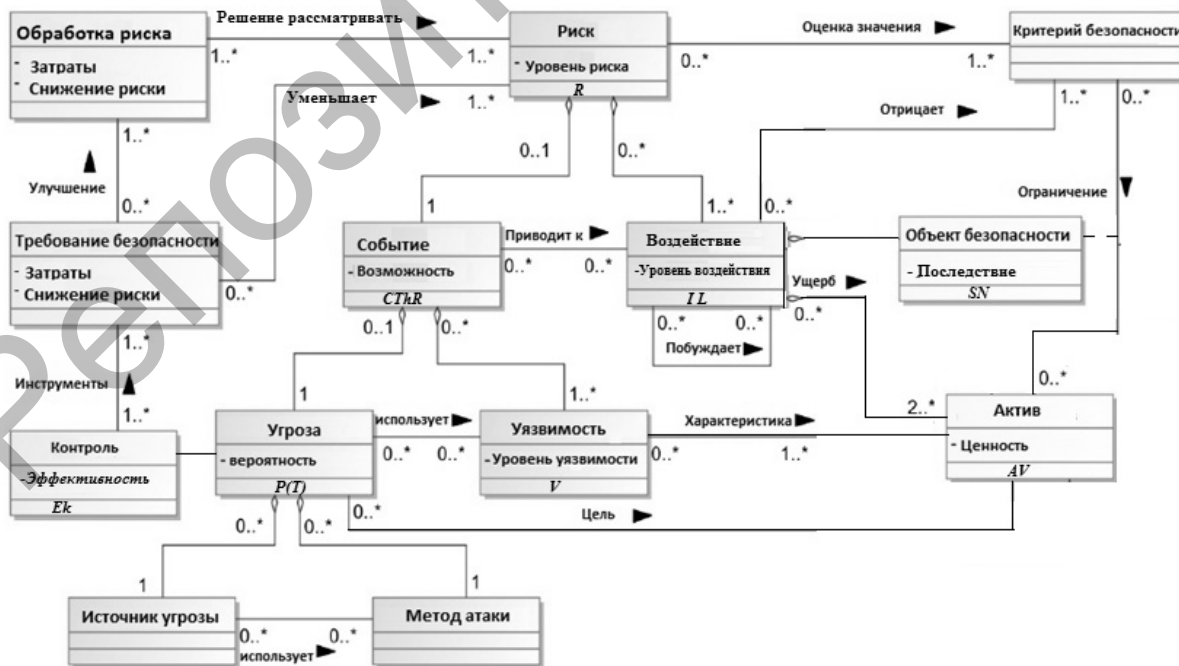 Решение рассматривать
Обработка риска
- Затраты
- Снижение риски
1..*
1..*
Риск
- Уровень риска
R
Оценка значения
0..*
1..*
Критерий безопасности
Уменьшает
1..*
1..*
0..*
Отрицает
1..*
0..*
0..1
0..*
Улучшение
Ограничение
0..*
1
1..*
0..*
Требование безопасности
- Затраты
- Снижение риски
0..*
Событие
- Возможность
CThR
Приводит к
0..*
0..*
Воздействие
-Уровень воздействия
I L
Объект безопасности
- Последствие
SN
Ущерб
0..*
0..1
0..*
0..*
0..*
Побуждает
1..*
Инструменты
1..*
1
1..*
0..*
2..*
Контроль
-Эффективность
Ek
Угроза
- вероятность
P(T)
использует
0..*
0..*
Уязвимость
-Уровень уязвимости
V
Характеристика
0..*
1..*
Актив
- Ценность
AV
0..*
0..*
0..*
Цель
1
1
Источник угрозы
Метод атаки
0..*
0..*
использует
Репози